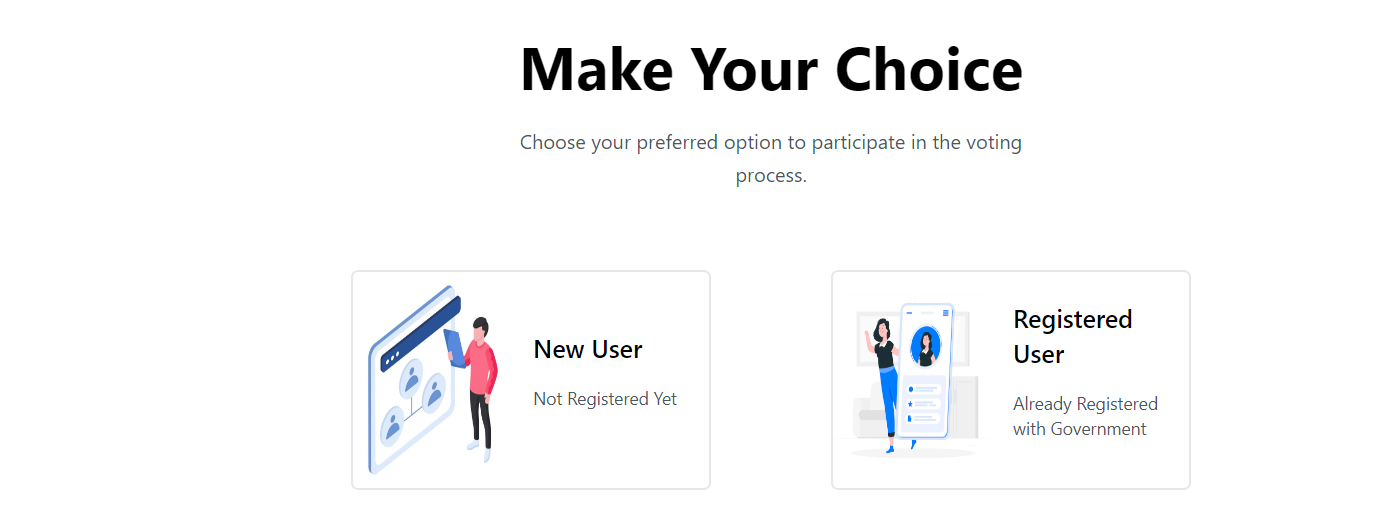 Make Your Choice
Choose your preferred option to participate in the voting
process.
New User
Not Registered Yet
Registered
User
Already Registered
with Government